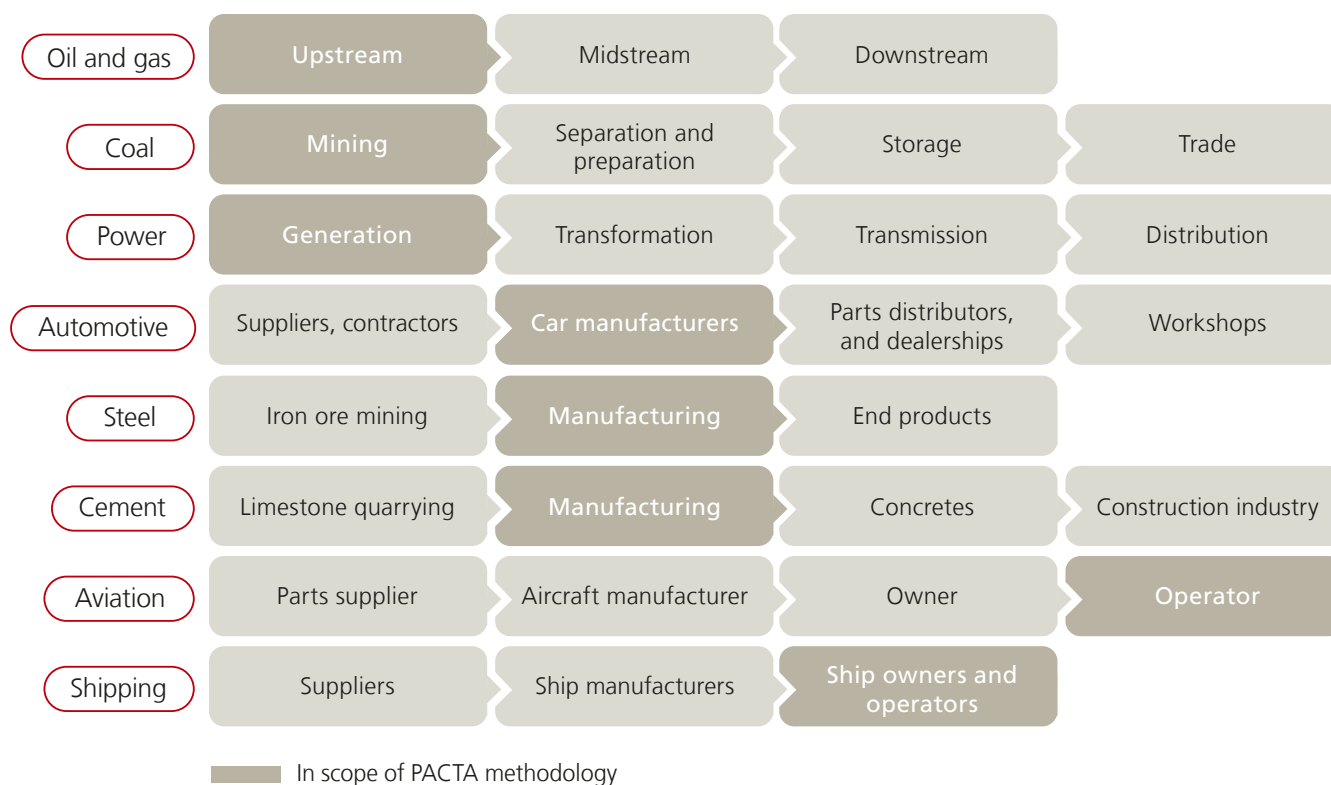 Oil and gas
Upstream
Midstream
Downstream
Coal
Mining
Separation and
preparation
Storage
Trade
Power
Generation
Transformation
Transmission
Distribution
Automotive
Suppliers, contractors
Car manufacturers
Parts distributors,
and dealerships
Workshops
Steel
Iron ore mining
Manufacturing
End products
Cement
Limestone quarrying
Manufacturing
Concretes
Construction industry
Aviation
Parts supplier
Aircraft manufacturer
Owner
Operator
Shipping
Suppliers
Ship manufacturers
Ship owners and
operators
In scope of PACTA methodology